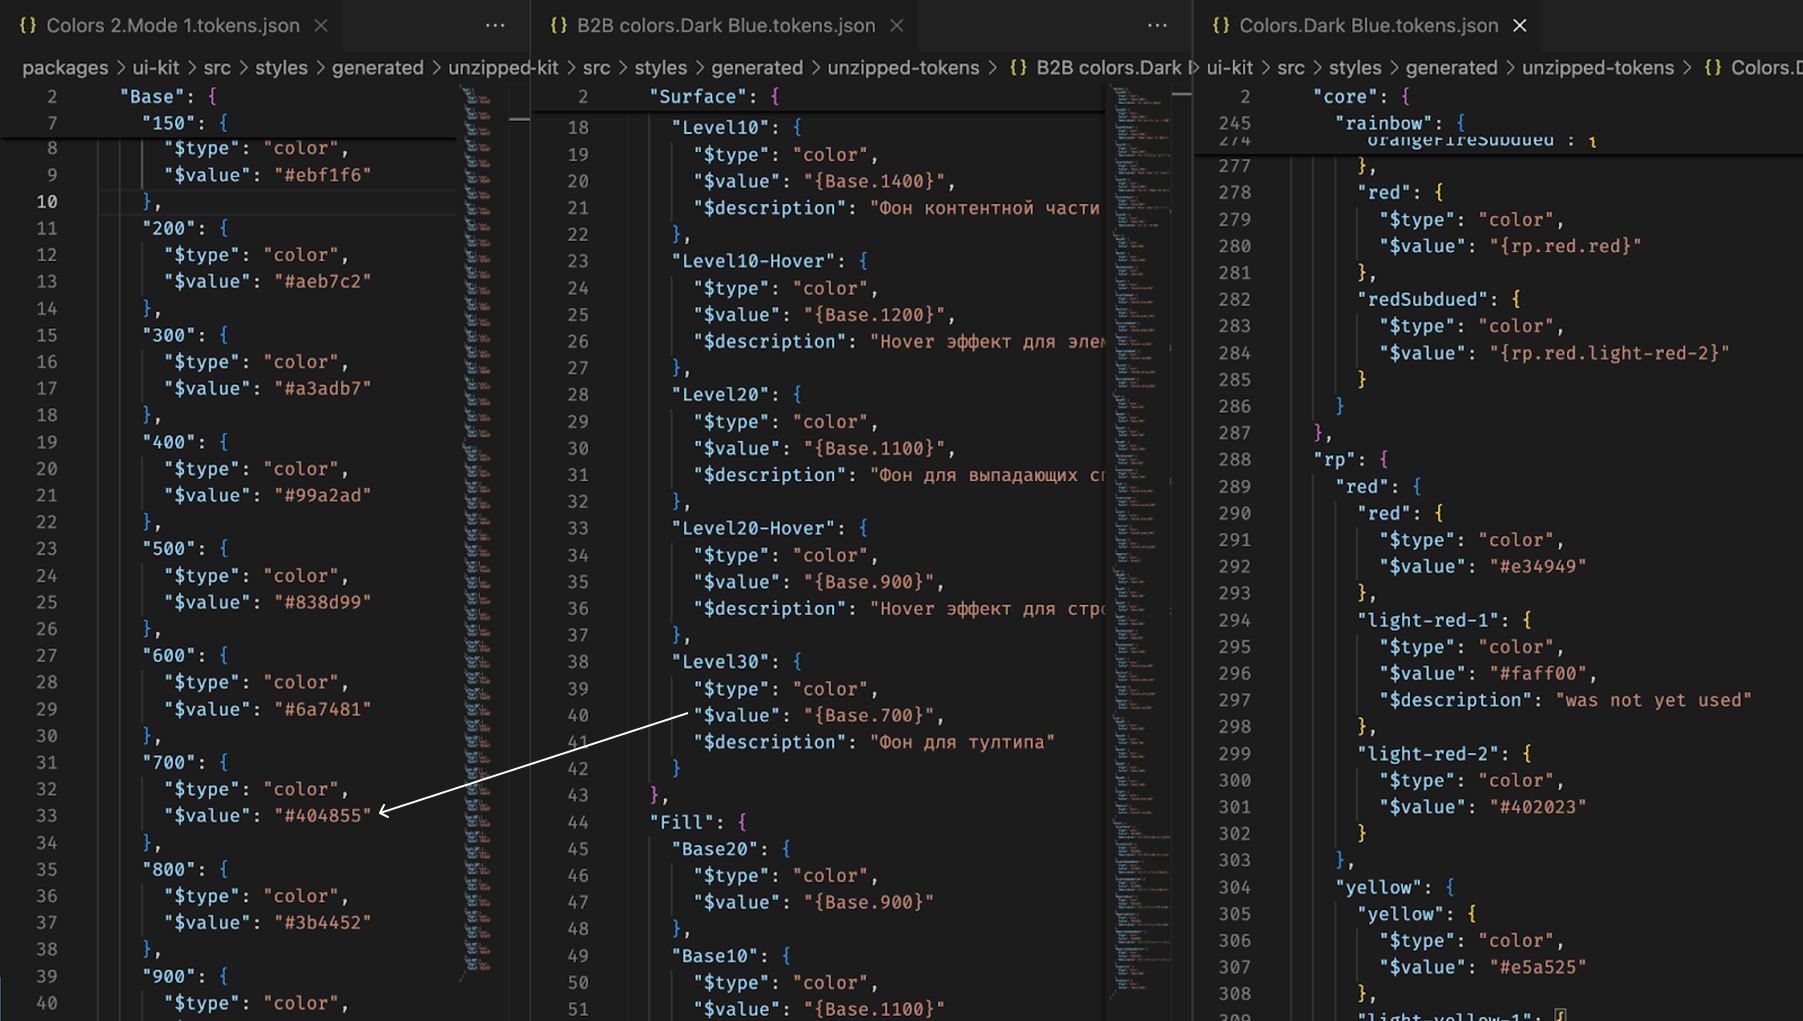 {} Colors 2.Mode 1.tokens.json × ···
packages > ui-kit > src > styles > generated > unzipped
2 "Base": {
7 "150": {
8 "$type": "color",
9 "$value": "#ebf1f6"
10 },
11 "200": {
12 "$type": "color",
13 "$value": "#aeb7c2"
14 },
15 "300": {
16 "$type": "color",
17 "$value": "#a3adb7"
18 },
19 "400": {
20 "$type": "color",
21 "$value": "#99a2ad"
22 },
23 "500": {
24 "$type": "color",
25 "$value": "#838d99"
26 },
27 "600": {
28 "$type": "color",
29 "$value": "#6a7481"
30 },
31 "700": {
32 "$type": "color",
33 "$value": "#404855"
34 },
35 "800": {
36 "$type": "color",
37 "$value": "#3b4452"
38 },
39 "900": {
40 "$type": "color",
{} B2B colors.Dark Blue.tokens.json × ···
-kit > src > styles > generated > unzipped-tokens > {} B2B colors.Dark
2 "Surface": {
18 "Level10": {
19 "$type": "color",
20 "$value": "{Base.1400}",
21 "$description": "Фон контентной части
22 },
23 "Level10-Hover": {
24 "$type": "color",
25 "$value": "{Base.1200}",
26 "$description": "Hover эффект для элем
27 },
28 "Level20": {
29 "$type": "color",
30 "$value": "{Base.1100}",
31 "$description": "Фон для выпадающих сп
32 },
33 "Level20-Hover": {
34 "$type": "color",
35 "$value": "{Base.900}",
36 "$description": "Hover эффект для стро
37 },
38 "Level30": {
39 "$type": "color",
40 "$value": "{Base.700}",
41 "$description": "Фон для тултипа"
42 }
43 },
44 "Fill": {
45 "Base20": {
46 "$type": "color",
47 "$value": "{Base.900}"
48 },
49 "Base10": {
50 "$type": "color",
51 "$value": "{Base.1100}"
{} Colors.Dark Blue.tokens.json ×
> ui-kit > src > styles > generated > unzipped-tokens > {} Colors.D
2 "core": {
245 "rainbow": {
274 "orangeFireSubdued": {
277 },
278 "red": {
279 "$type": "color",
280 "$value": "{rp.red.red}"
281 },
282 "redSubdued": {
283 "$type": "color",
284 "$value": "{rp.red.light-red-2}"
285 }
286 }
287 },
288 "rp": {
289 "red": {
290 "red": {
291 "$type": "color",
292 "$value": "#e34949"
293 },
294 "light-red-1": {
295 "$type": "color",
296 "$value": "#faff00",
297 "$description": "was not yet used"
298 },
299 "light-red-2": {
300 "$type": "color",
301 "$value": "#402023"
302 }
303 },
304 "yellow": {
305 "yellow": {
306 "$type": "color",
307 "$value": "#e5a525"
308 },
309 "light-yellow-1": {